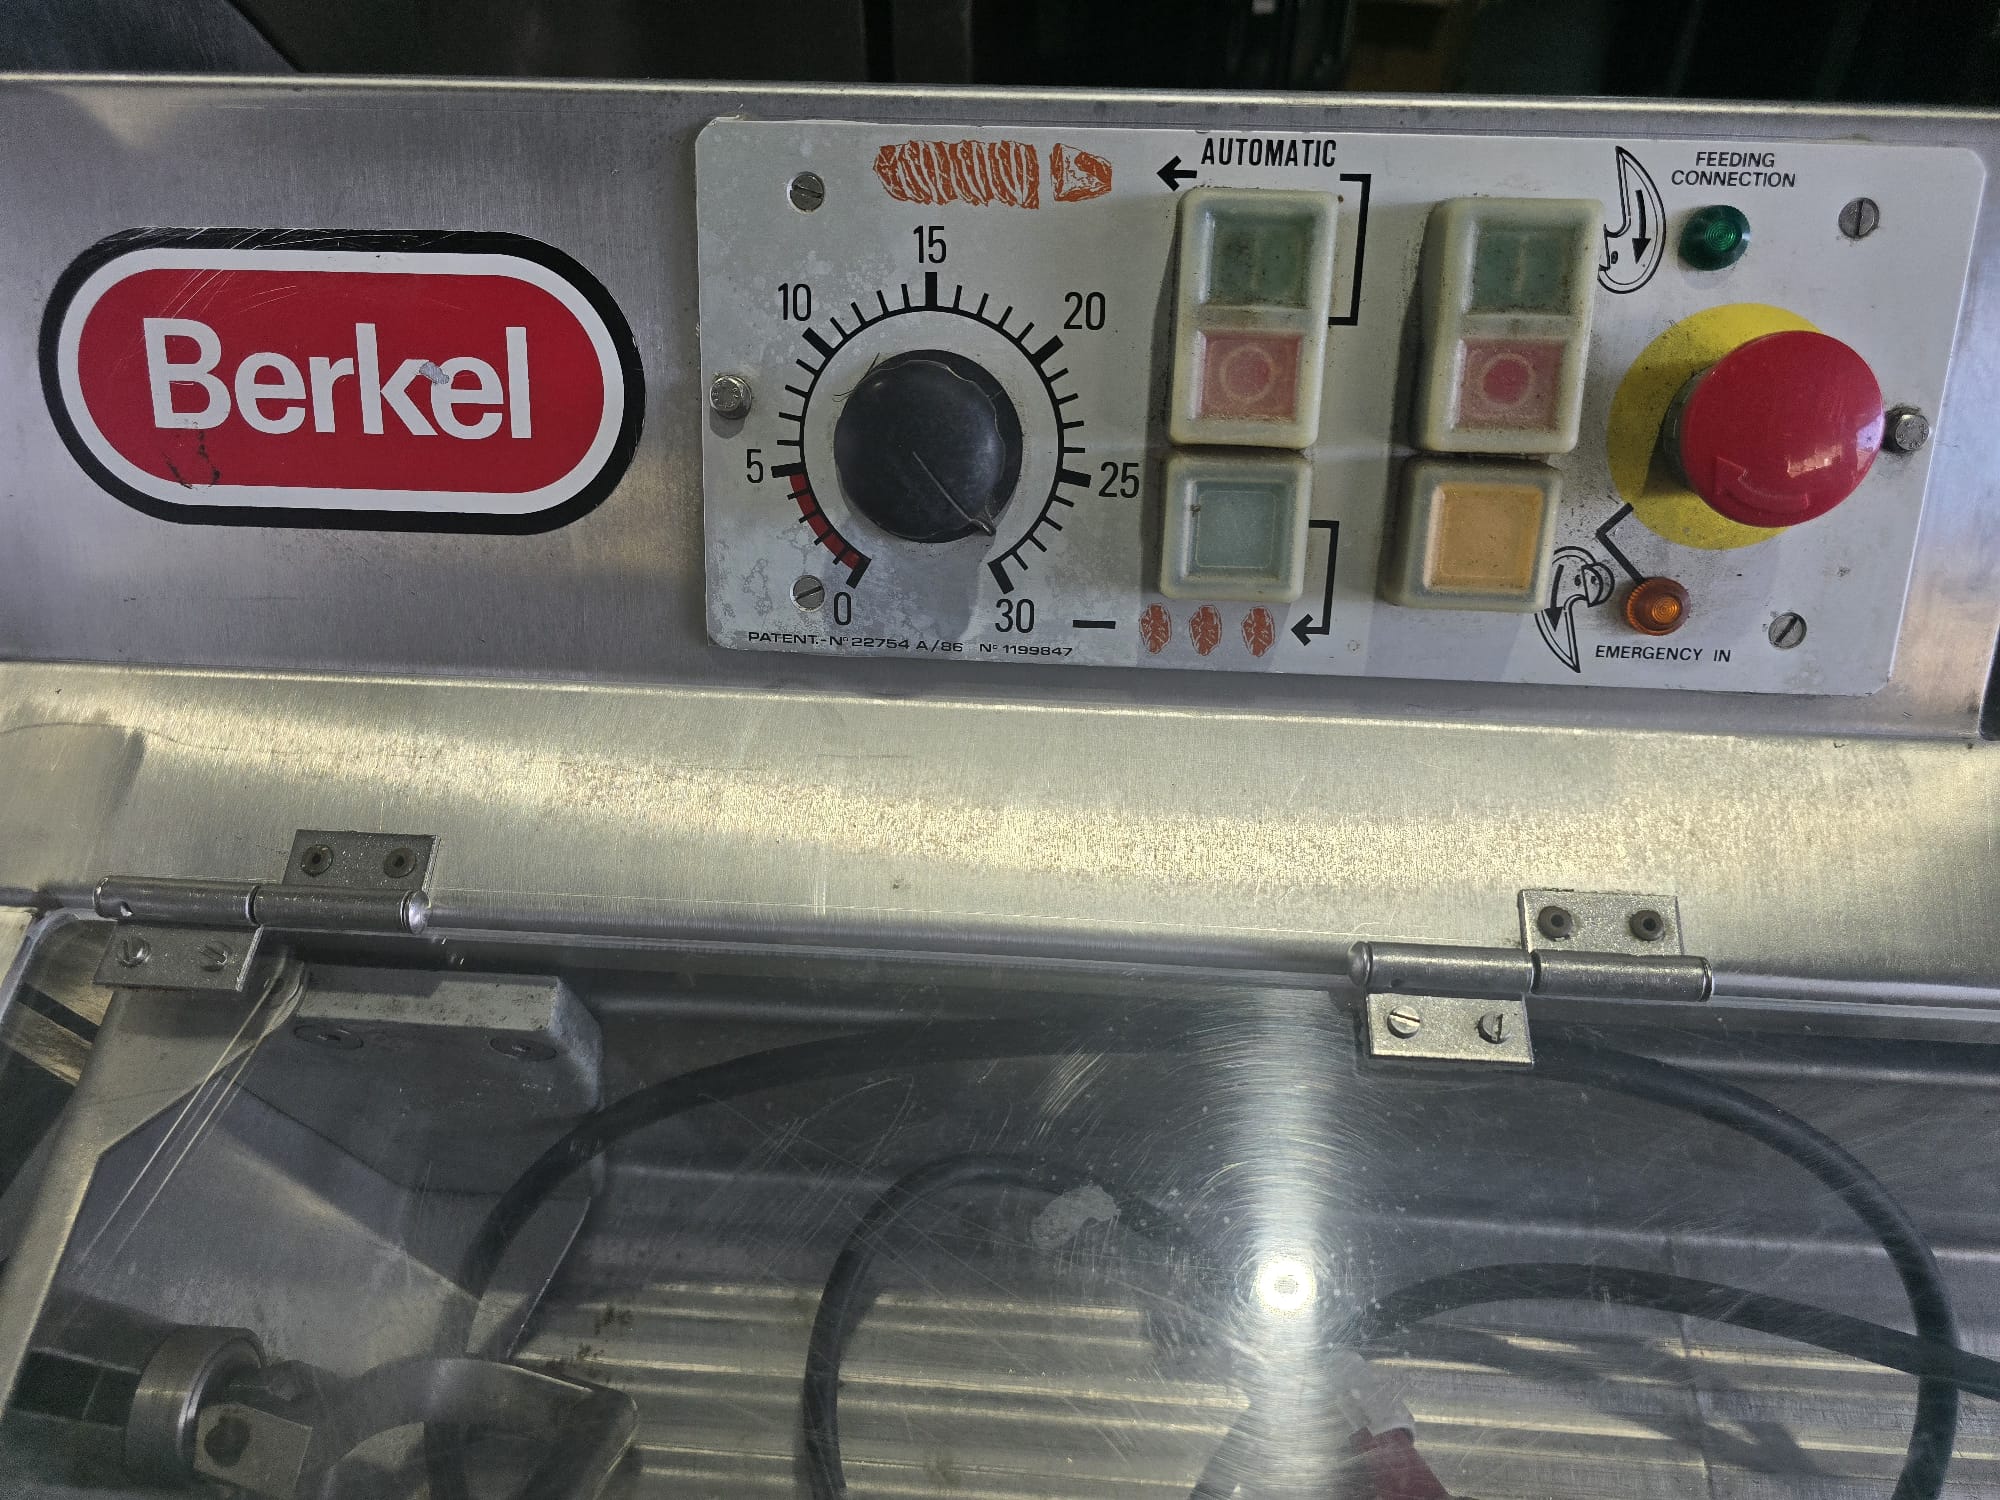 Berkel
AUTOMATIC
FEEDING
CONNECTION
15
10
20
5
25
0
30
PATENT.- Nº 22754 A/86 Nº 1199847
EMERGENCY IN